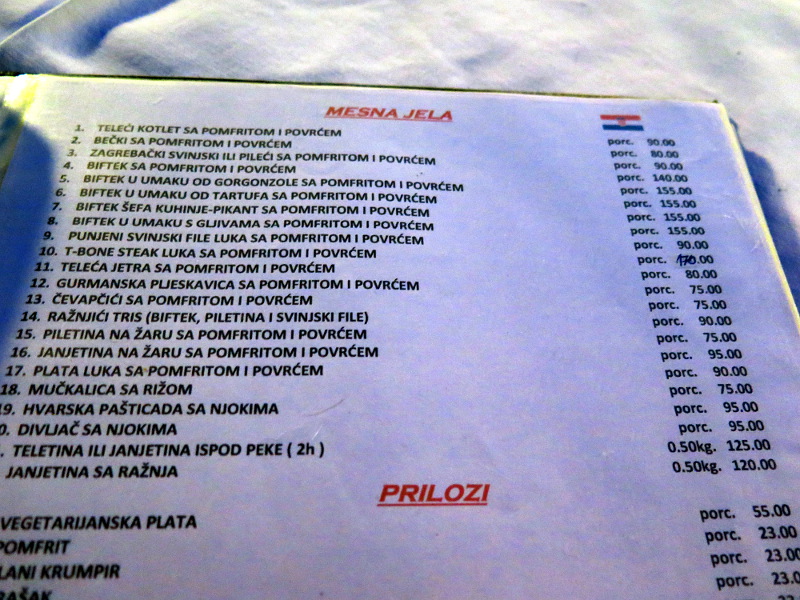 MESNA JELA
1. TELEĆI KOTLET SA POMFRITOM I POVRĆEM porc. 90.00
2. BEČKI SA POMFRITOM I POVRĆEM porc. 80.00
3. ZAGREBAČKI SVINJSKI ILI PILEĆI SA POMFRITOM I POVRĆEM porc. 90.00
4. BIFTEK SA POMFRITOM I POVRĆEM porc. 140.00
5. BIFTEK U UMAKU OD GORGONZOLE SA POMFRITOM I POVRĆEM porc. 155.00
6. BIFTEK U UMAKU OD TARTUFA SA POMFRITOM I POVRĆEM porc. 155.00
7. BIFTEK ŠEFA KUHINJE-PIKANT SA POMFRITOM I POVRĆEM porc. 155.00
8. BIFTEK U UMAKU S GLJIVAMA SA POMFRITOM I POVRĆEM porc. 155.00
9. PUNJENI SVINJSKI FILE LUKA SA POMFRITOM I POVRĆEM porc. 90.00
10. T-BONE STEAK LUKA SA POMFRITOM I POVRĆEM porc. 170.00
11. TELEĆA JETRA SA POMFRITOM I POVRĆEM porc. 80.00
12. GURMANSKA PLJESKAVICA SA POMFRITOM I POVRĆEM porc. 75.00
13. ČEVAPČIĆI SA POMFRITOM I POVRĆEM porc. 75.00
14. RAŽNJIĆI TRIS (BIFTEK, PILETINA I SVINJSKI FILE) porc. 90.00
15. PILETINA NA ŽARU SA POMFRITOM I POVRĆEM porc. 75.00
16. JANJETINA NA ŽARU SA POMFRITOM I POVRĆEM porc. 95.00
17. PLATA LUKA SA POMFRITOM I POVRĆEM porc. 90.00
18. MUČKALICA SA RIŽOM porc. 75.00
19. HVARSKA PAŠTICADA SA NJOKIMA porc. 95.00
0. DIVLJAČ SA NJOKIMA porc. 95.00
. TELETINA ILI JANJETINA ISPOD PEKE ( 2h ) 0.50kg. 125.00
JANJETINA SA RAŽNJA 0.50kg. 120.00
PRILOZI
VEGETARIJANSKA PLATA porc. 55.00
POMFRIT porc. 23.00
LANI KRUMPIR porc. 23.00
RAŠAK porc. 23.0